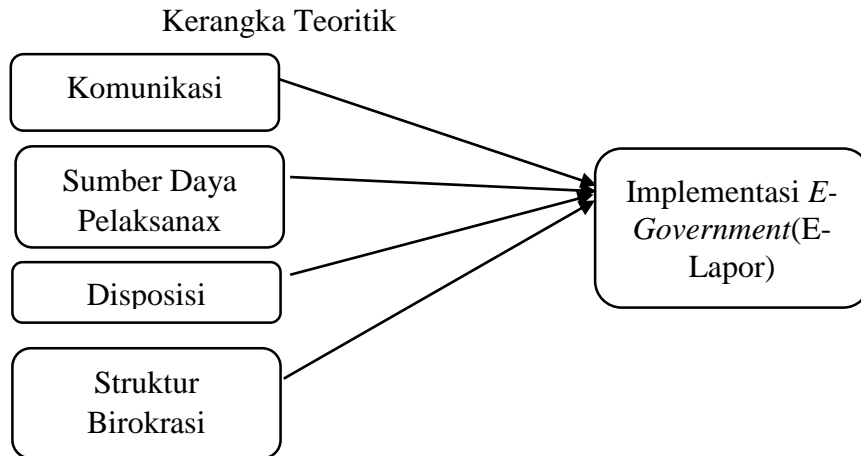 Kerangka Teoritik
Komunikasi
Sumber Daya
Pelaksanax
Disposisi
Struktur
Birokrasi
Implementasi E-
Government(E-
Lapor)